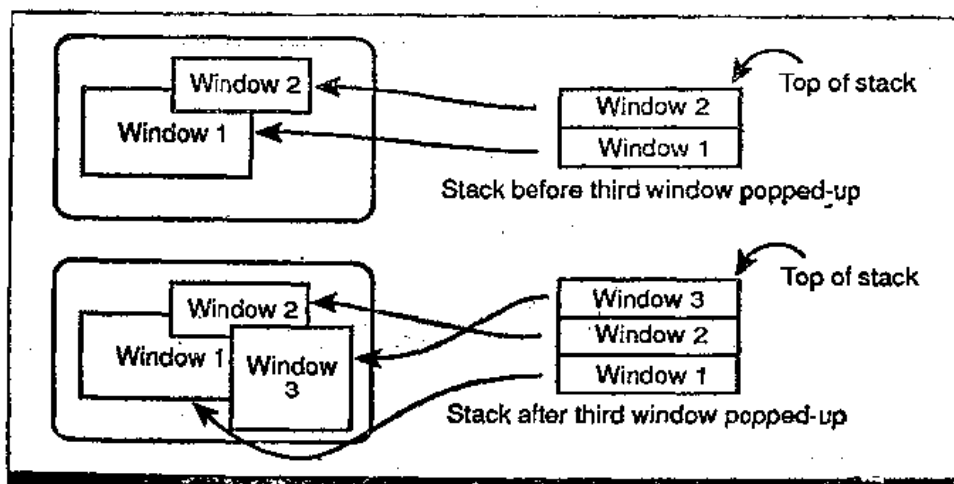 Window 2
Window 1
Top of stack
Window 2
Window 1
Stack before third window popped-up
Window 2
Window 1
Window
3
Top of stack
Window 3
Window 2
Window 1
Stack after third window popped-up